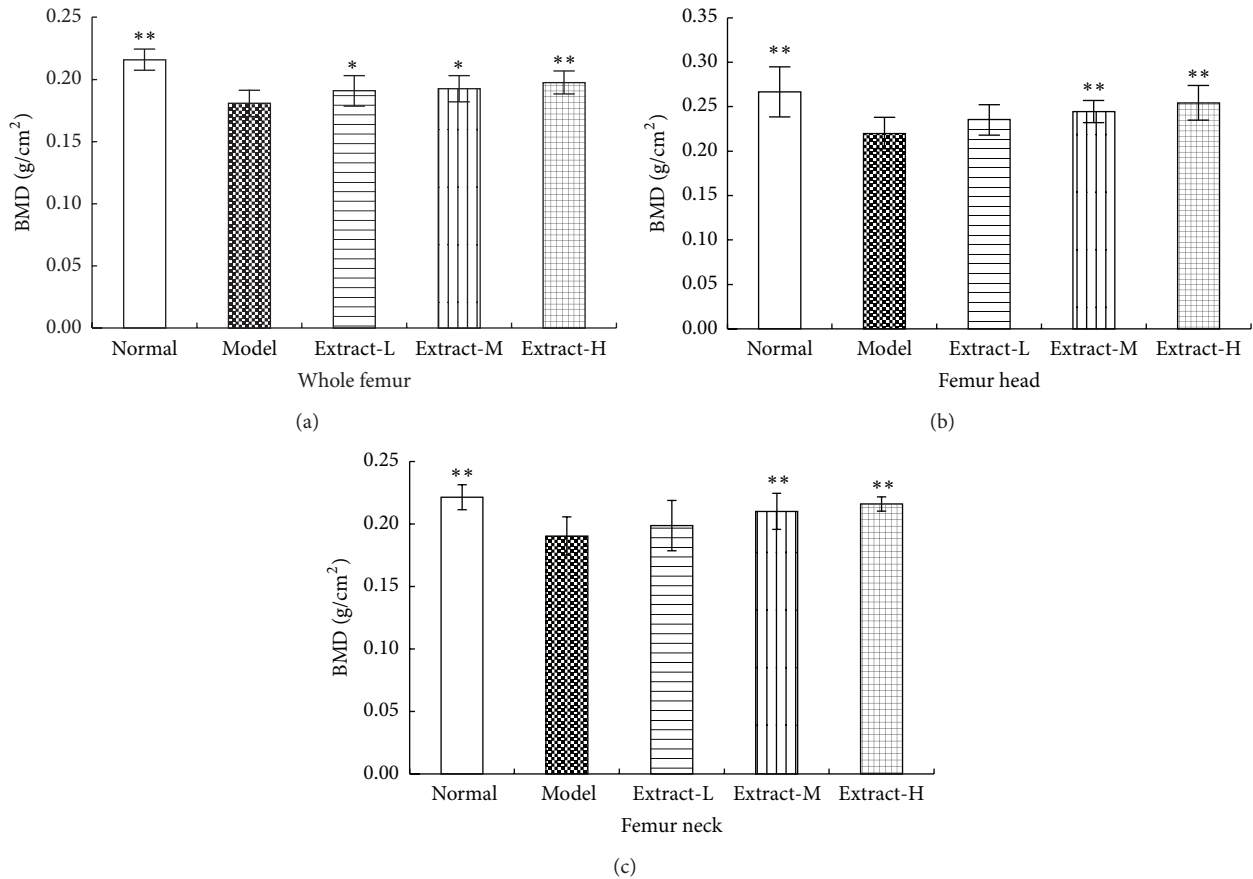 0.25
0.20
0.15
0.10
0.05
0.00
BMD (g/cm²)
** * * **
Normal Model Extract-L Extract-M Extract-H
Whole femur
(a)
0.35
0.30
0.25
0.20
0.15
0.10
0.05
0.00
BMD (g/cm²)
** ** **
Normal Model Extract-L Extract-M Extract-H
Femur head
(b)
0.25
0.20
0.15
0.10
0.05
0.00
BMD (g/cm²)
** ** **
Normal Model Extract-L Extract-M Extract-H
Femur neck
(c)